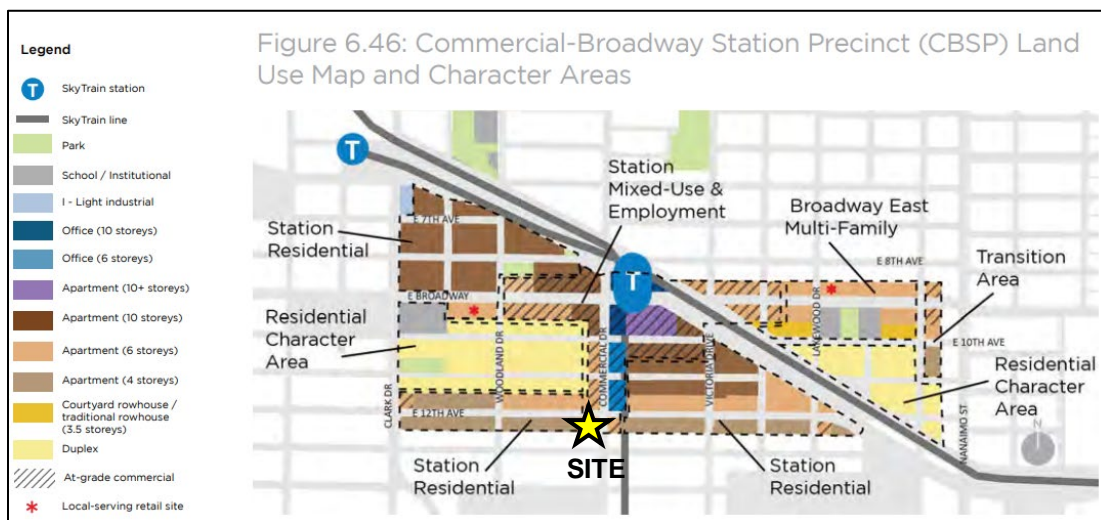 Figure 6.46: Commercial-Broadway Station Precinct (CBSP) Land
Use Map and Character Areas
Legend
T
SkyTrain station
SkyTrain line
Park
School / Institutional
I - Light industrial
Office (10 storeys)
Office (6 storeys)
Apartment (10+ storeys)
Apartment (10 storeys)
Apartment (6 storeys)
Apartment (4 storeys)
Courtyard rowhouse /
traditional rowhouse
(3.5 storeys)
Duplex
At-grade commercial
Local-serving retail site
T
Station
Mixed-Use &
Employment
Broadway East
Multi-Family
Station
Residential
E 7TH AVE
E 8TH AVE
Transition
Area
T
E BROADWAY
Residential
Character
Area
WOODLAND DR
COMMERCIAL DR
VICTORIA DRIVE
LAKEWOOD DR
E 10TH AVE
Residential
Character
Area
CLARK DR
E 12TH AVE
NANAIMO ST
N
Station
Residential
SITE
Station
Residential